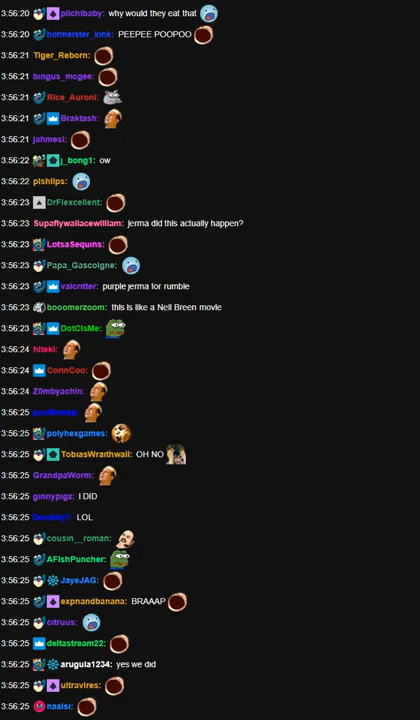 3:56:20 pilchibaby: why would they eat that
3:56:20 hofmeister_kink: PEEPEE POOPOO
3:56:21 Tiger_Reborn:
3:56:21 bingus_mcgee:
3:56:21 Rice_Auroni:
3:56:21 Braktash:
3:56:21 jahmesi:
3:56:22 j_bong1: ow
3:56:22 plshlps:
3:56:23 DrFlexcellent:
3:56:23 Supaflywallacewilliam: jerma did this actually happen?
3:56:23 LotsaSequins:
3:56:23 Papa_Gascoigne:
3:56:23 valcritter: purple jerma for rumble
3:56:23 booomerzoom: this is like a Neil Breen movie
3:56:23 DotClsMe:
3:56:24 hiteki:
3:56:24 ConnCoo:
3:56:24 Z0mbyachin:
3:56:25
3:56:25 polyhexgames:
3:56:25 TobiasWraithwall: OH NO
3:56:25 GrandpaWorm:
3:56:25 ginnypigz: I DID
3:56:25 LOL
3:56:25 cousin__roman:
3:56:25 AFishPuncher:
3:56:25 JayeJAG:
3:56:25 expnandbanana: BRAAAP
3:56:25 citruus:
3:56:25 deltastream22:
3:56:25 arugula1234: yes we did
3:56:25 ultravires:
3:56:25 naaisi: